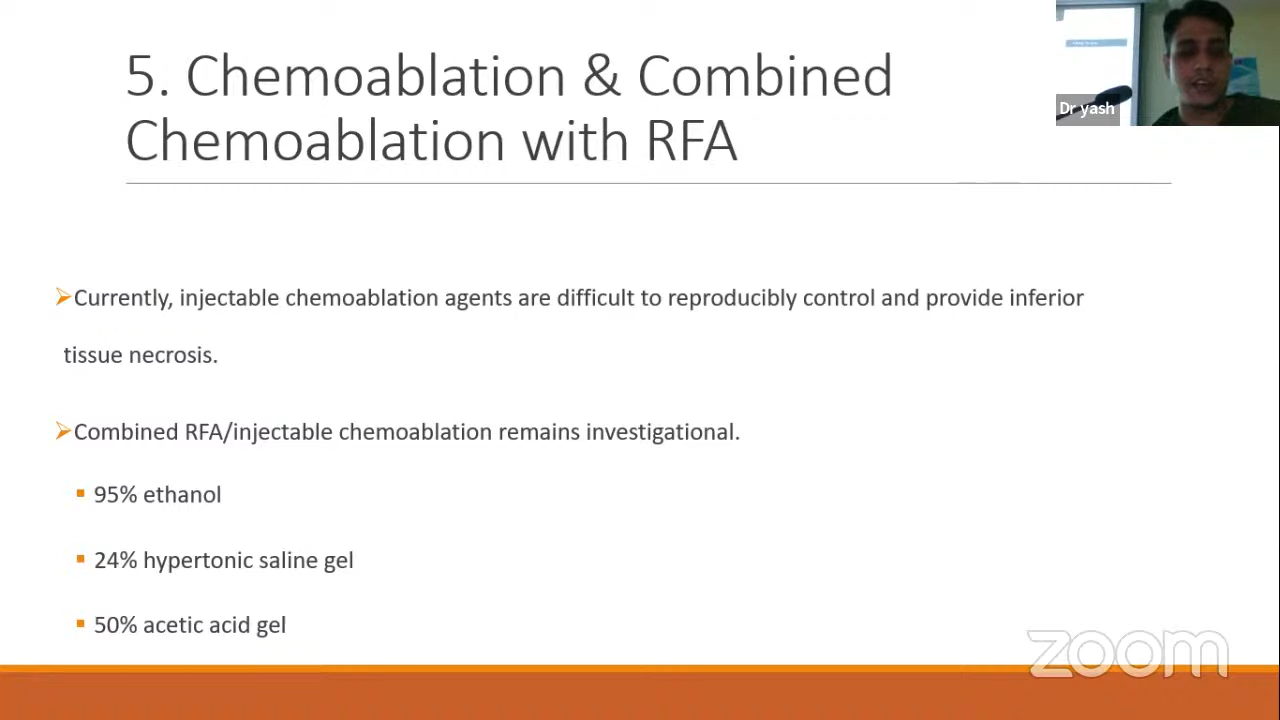 5. Chemoablation & Combined
Chemoablation with RFA
Dr yash
➢Currently, injectable chemoablation agents are difficult to reproducibly control and provide inferior
tissue necrosis.
➢Combined RFA/injectable chemoablation remains investigational.
▪ 95% ethanol
▪ 24% hypertonic saline gel
▪ 50% acetic acid gel
zoom